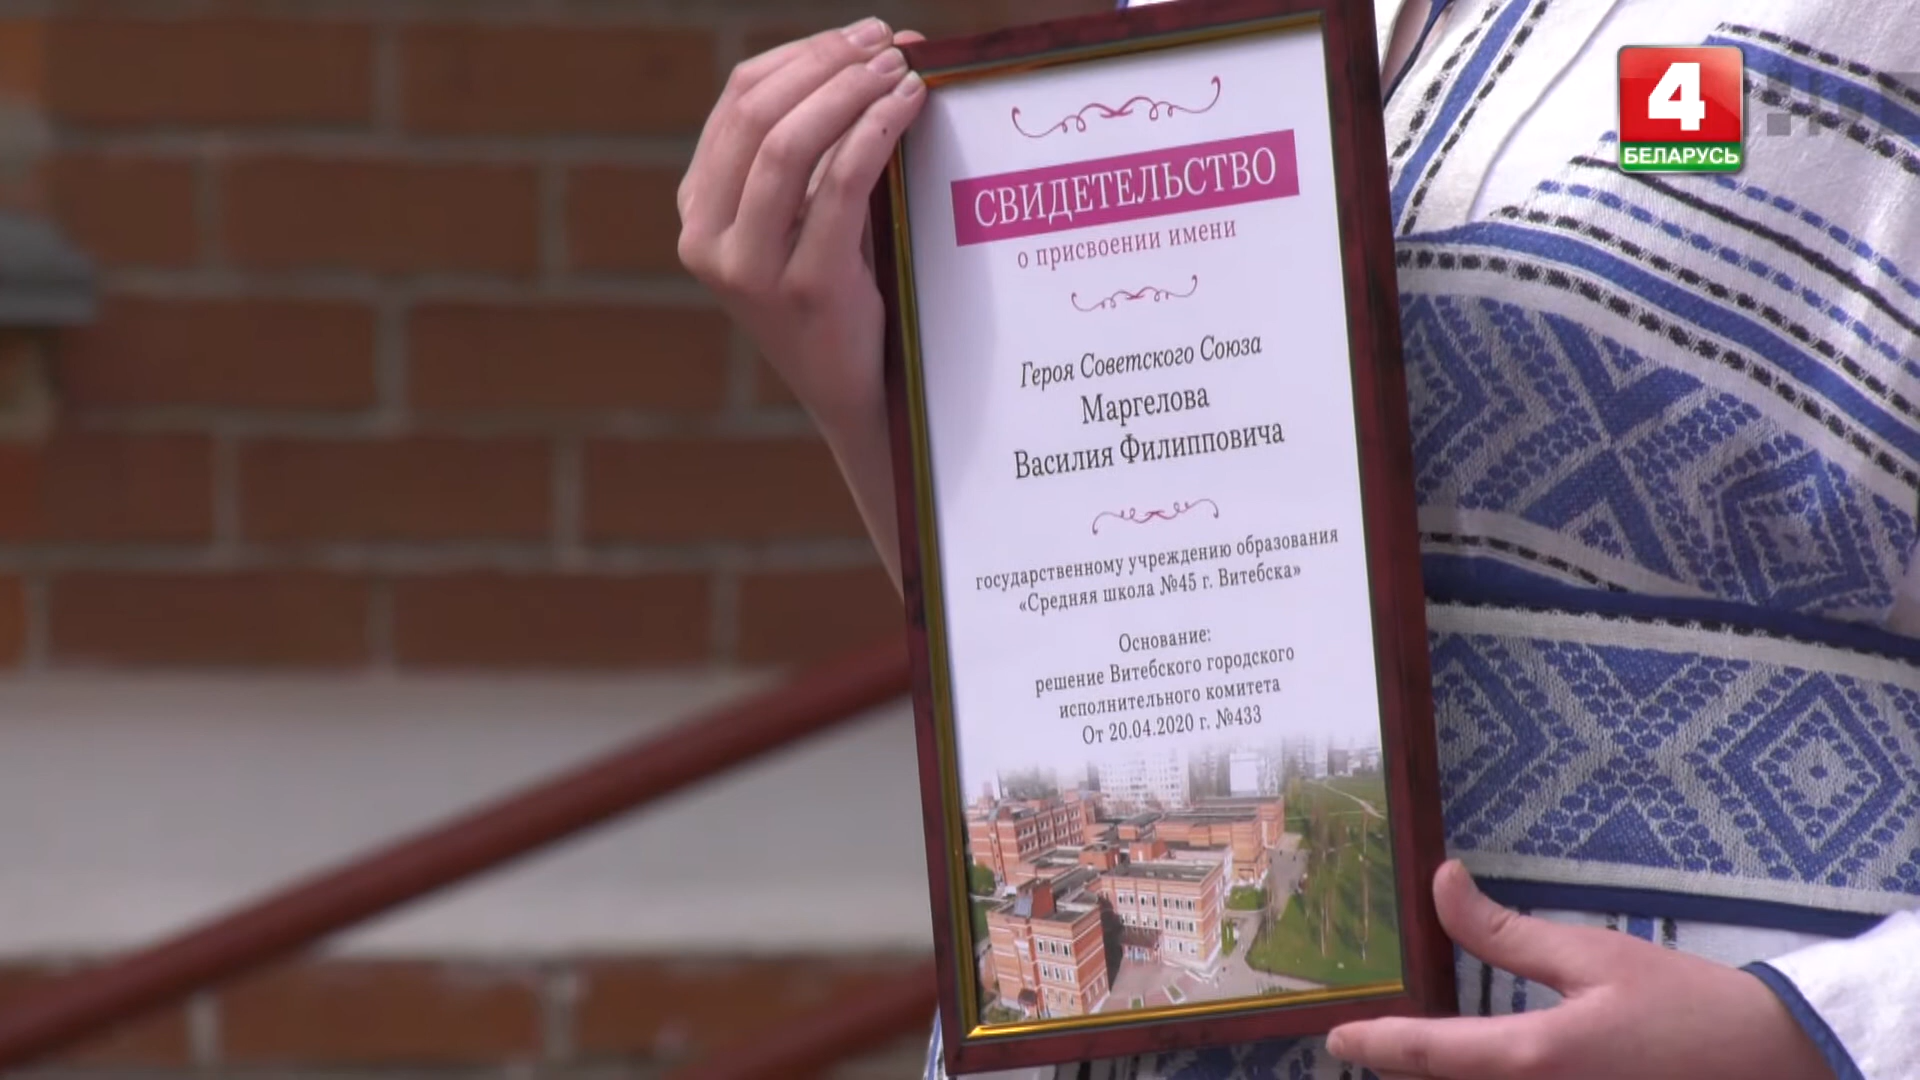 4
БЕЛАРУСЬ
СВИДЕТЕЛЬСТВО
о присвоении имени
Героя Советского Союза
Маргелова
Василия Филипповича
государственному учреждению образования
«Средняя школа №45 г. Витебска»
Основание:
решение Витебского городского
исполнительного комитета
От 20.04.2020 г. №433